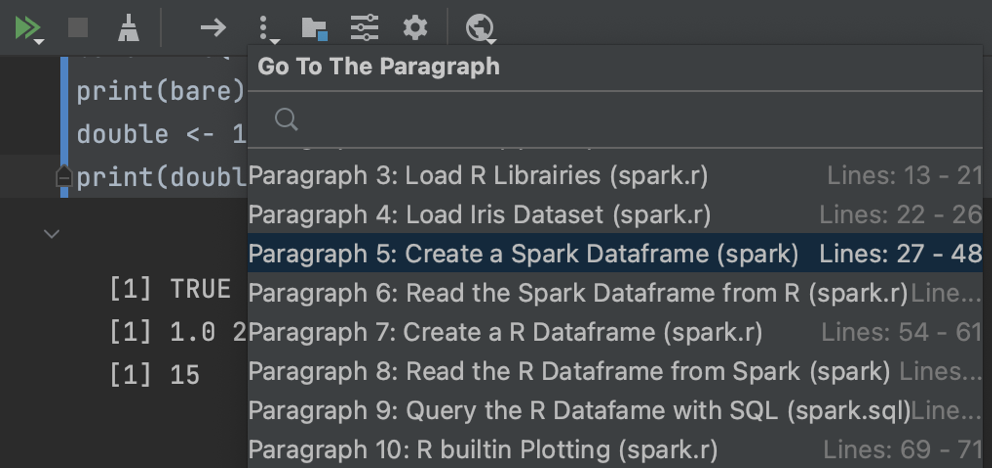 Go To The Paragraph
print(bare)
double <- 1
print(doubl
Paragraph 3: Load R Librairies (spark.r) Lines: 13 - 21
Paragraph 4: Load Iris Dataset (spark.r) Lines: 22 - 26
Paragraph 5: Create a Spark Dataframe (spark) Lines: 27 - 48
Paragraph 6: Read the Spark Dataframe from R (spark.r) Line...
Paragraph 7: Create a R Dataframe (spark.r) Lines: 54 - 61
Paragraph 8: Read the R Dataframe from Spark (spark) Lines...
Paragraph 9: Query the R Datafame with SQL (spark.sql) Line...
Paragraph 10: R builtin Plotting (spark.r) Lines: 69 - 71
[1] TRUE
[1] 1.0 2
[1] 15